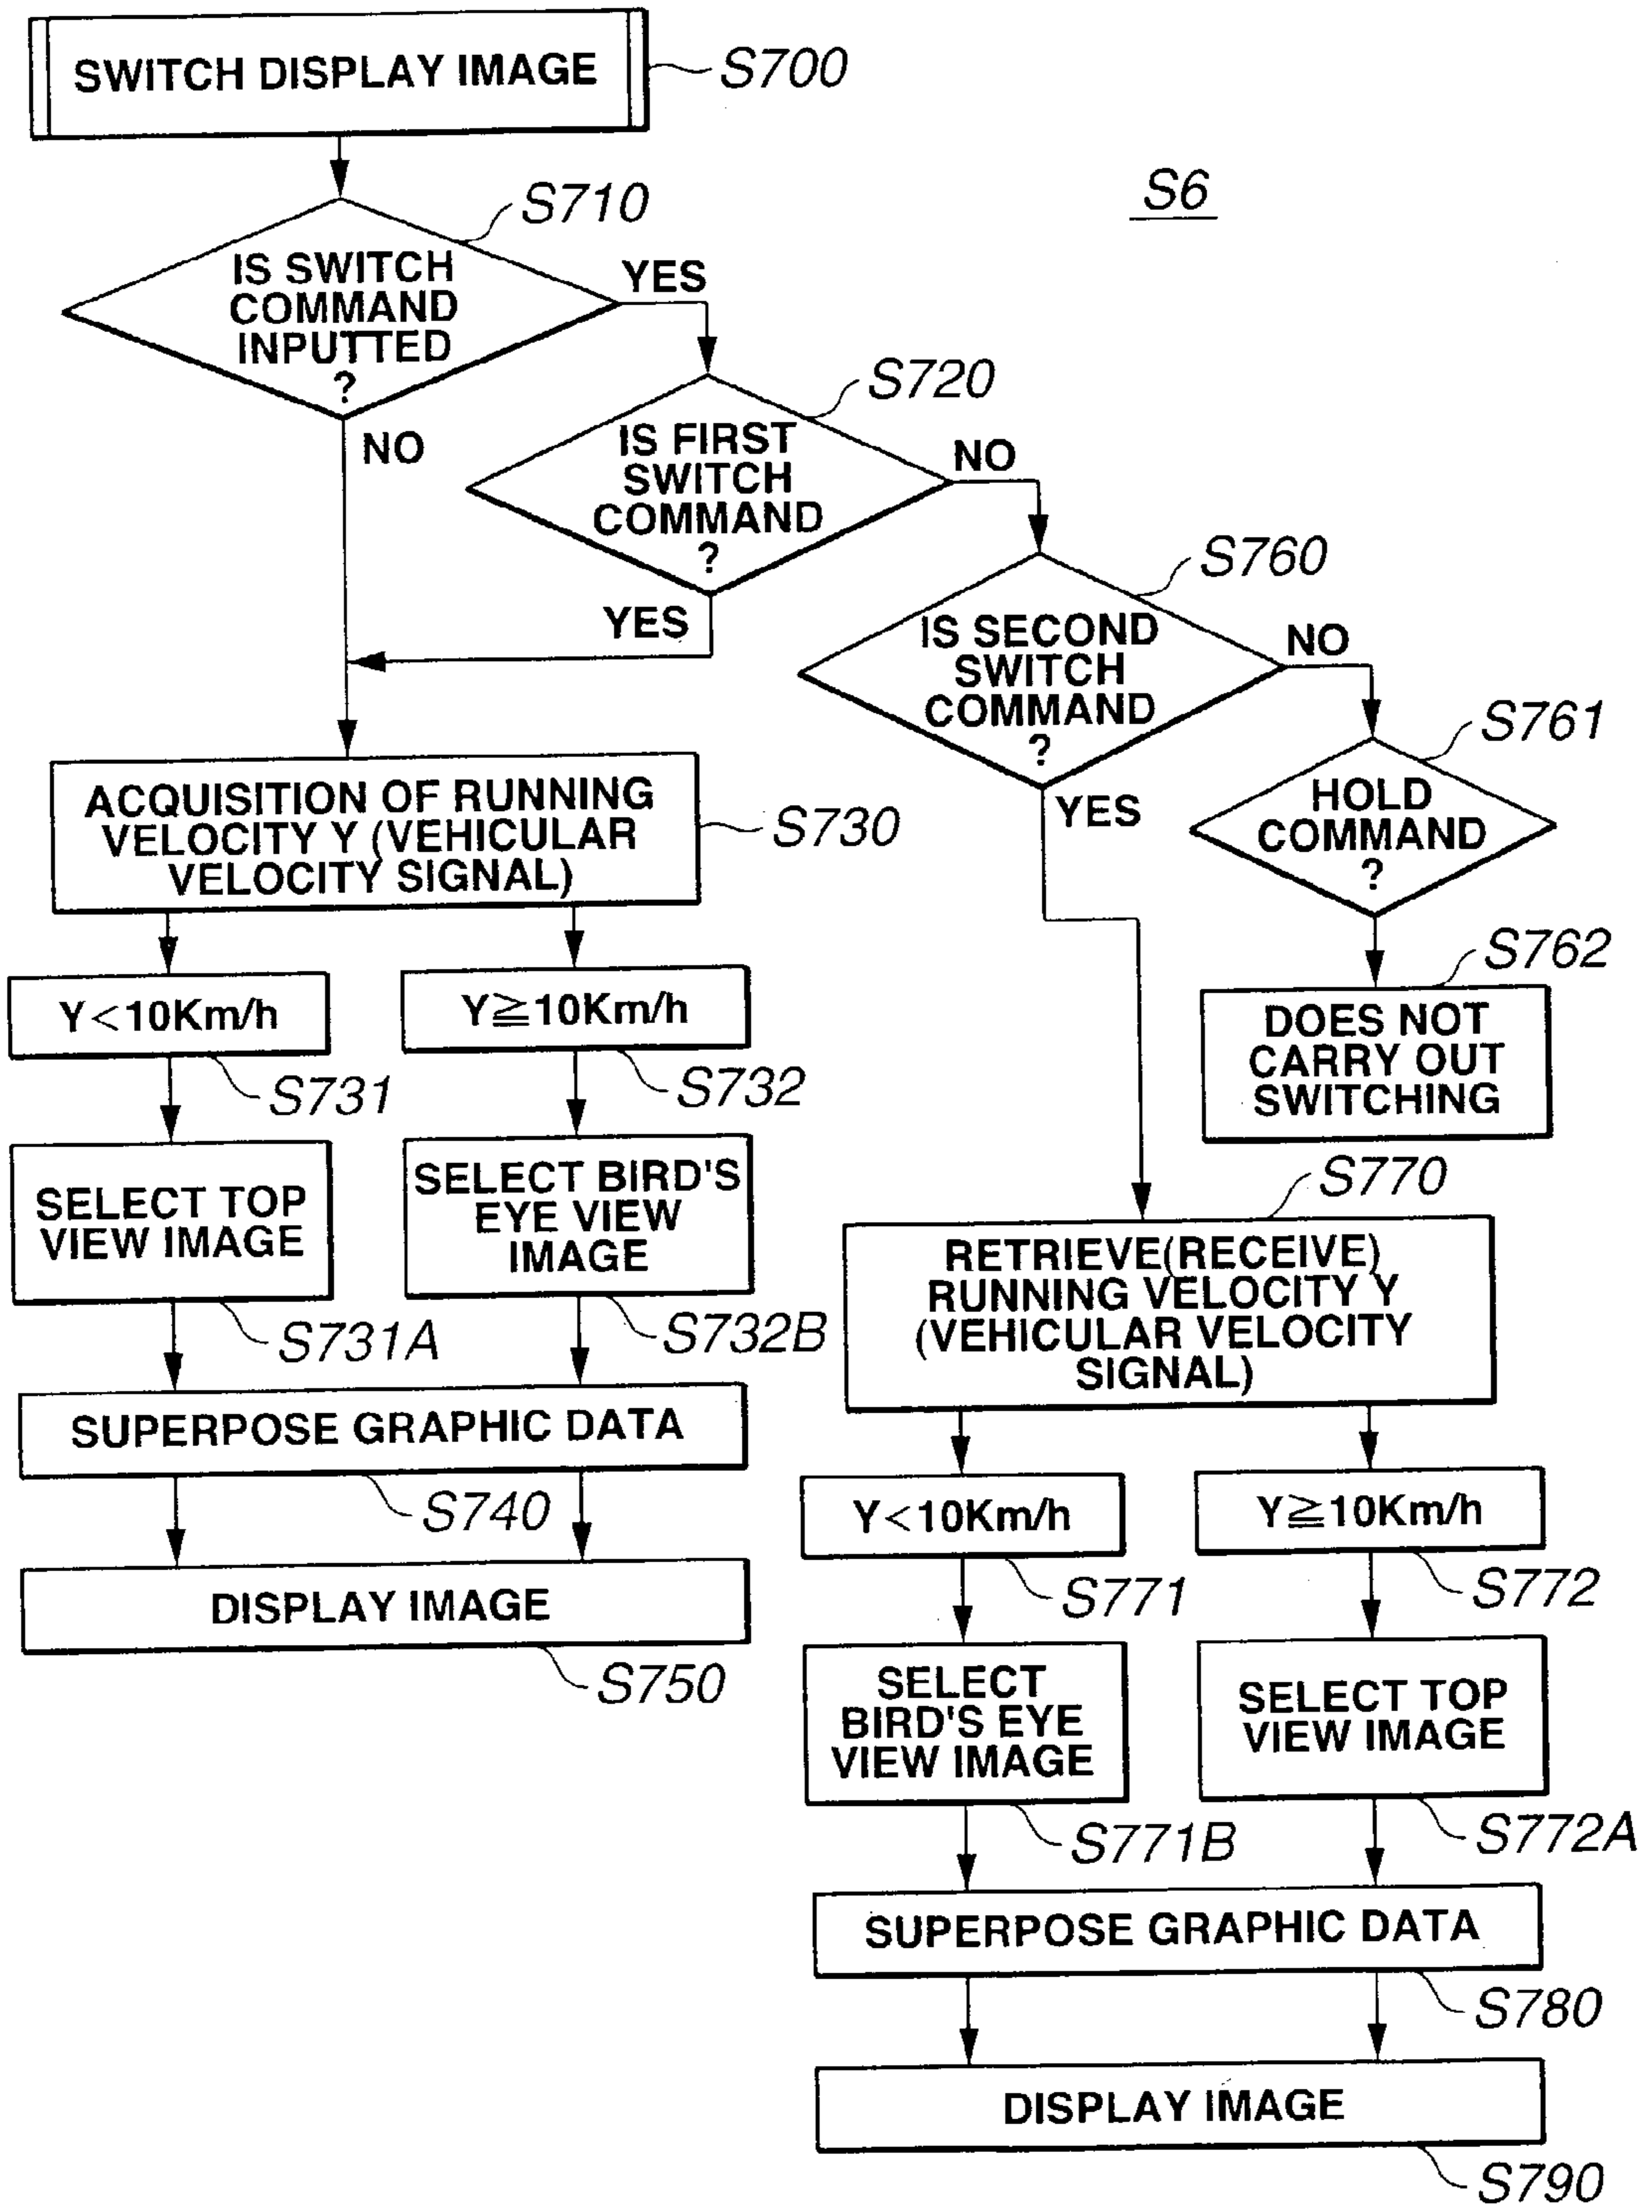 SWITCH DISPLAY IMAGE
S700
S6
S710
IS SWITCH
COMMAND
INPUTTED
?
YES
NO
S720
IS FIRST
SWITCH
COMMAND
?
NO
YES
S760
IS SECOND
SWITCH
COMMAND
?
NO
YES
S761
HOLD
COMMAND
?
S762
DOES NOT
CARRY OUT
SWITCHING
ACQUISITION OF RUNNING
VELOCITY Y (VEHICULAR
VELOCITY SIGNAL)
S730
Y<10Km/h
S731
Y≧10Km/h
S732
SELECT TOP
VIEW IMAGE
S731A
SELECT BIRD'S
EYE VIEW
IMAGE
S732B
SUPERPOSE GRAPHIC DATA
S740
DISPLAY IMAGE
S750
S770
RETRIEVE(RECEIVE)
RUNNING VELOCITY Y
(VEHICULAR VELOCITY
SIGNAL)
Y<10Km/h
S771
Y≧10Km/h
S772
SELECT
BIRD'S EYE
VIEW IMAGE
S771B
SELECT TOP
VIEW IMAGE
S772A
SUPERPOSE GRAPHIC DATA
S780
DISPLAY IMAGE
S790